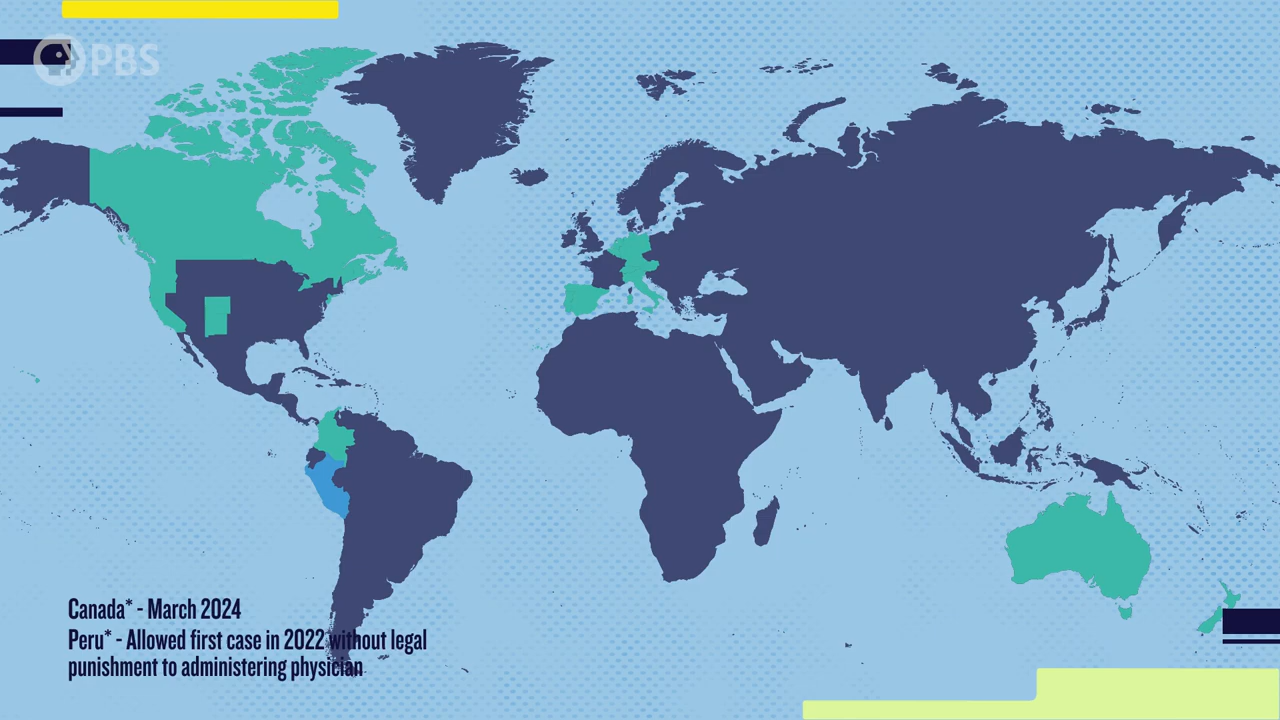 PBS
Canada* - March 2024
Peru* - Allowed first case in 2022 without legal
punishment to administering physician